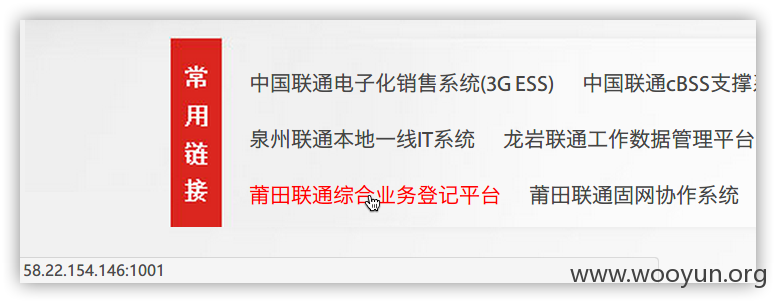 常用链接
中国联通电子化销售系统(3G ESS) 中国联通cBSS支撑
泉州联通本地一线IT系统 龙岩联通工作数据管理平台
莆田联通综合业务登记平台 莆田联通固网协作系统
58.22.154.146:1001
www.wooyun.org